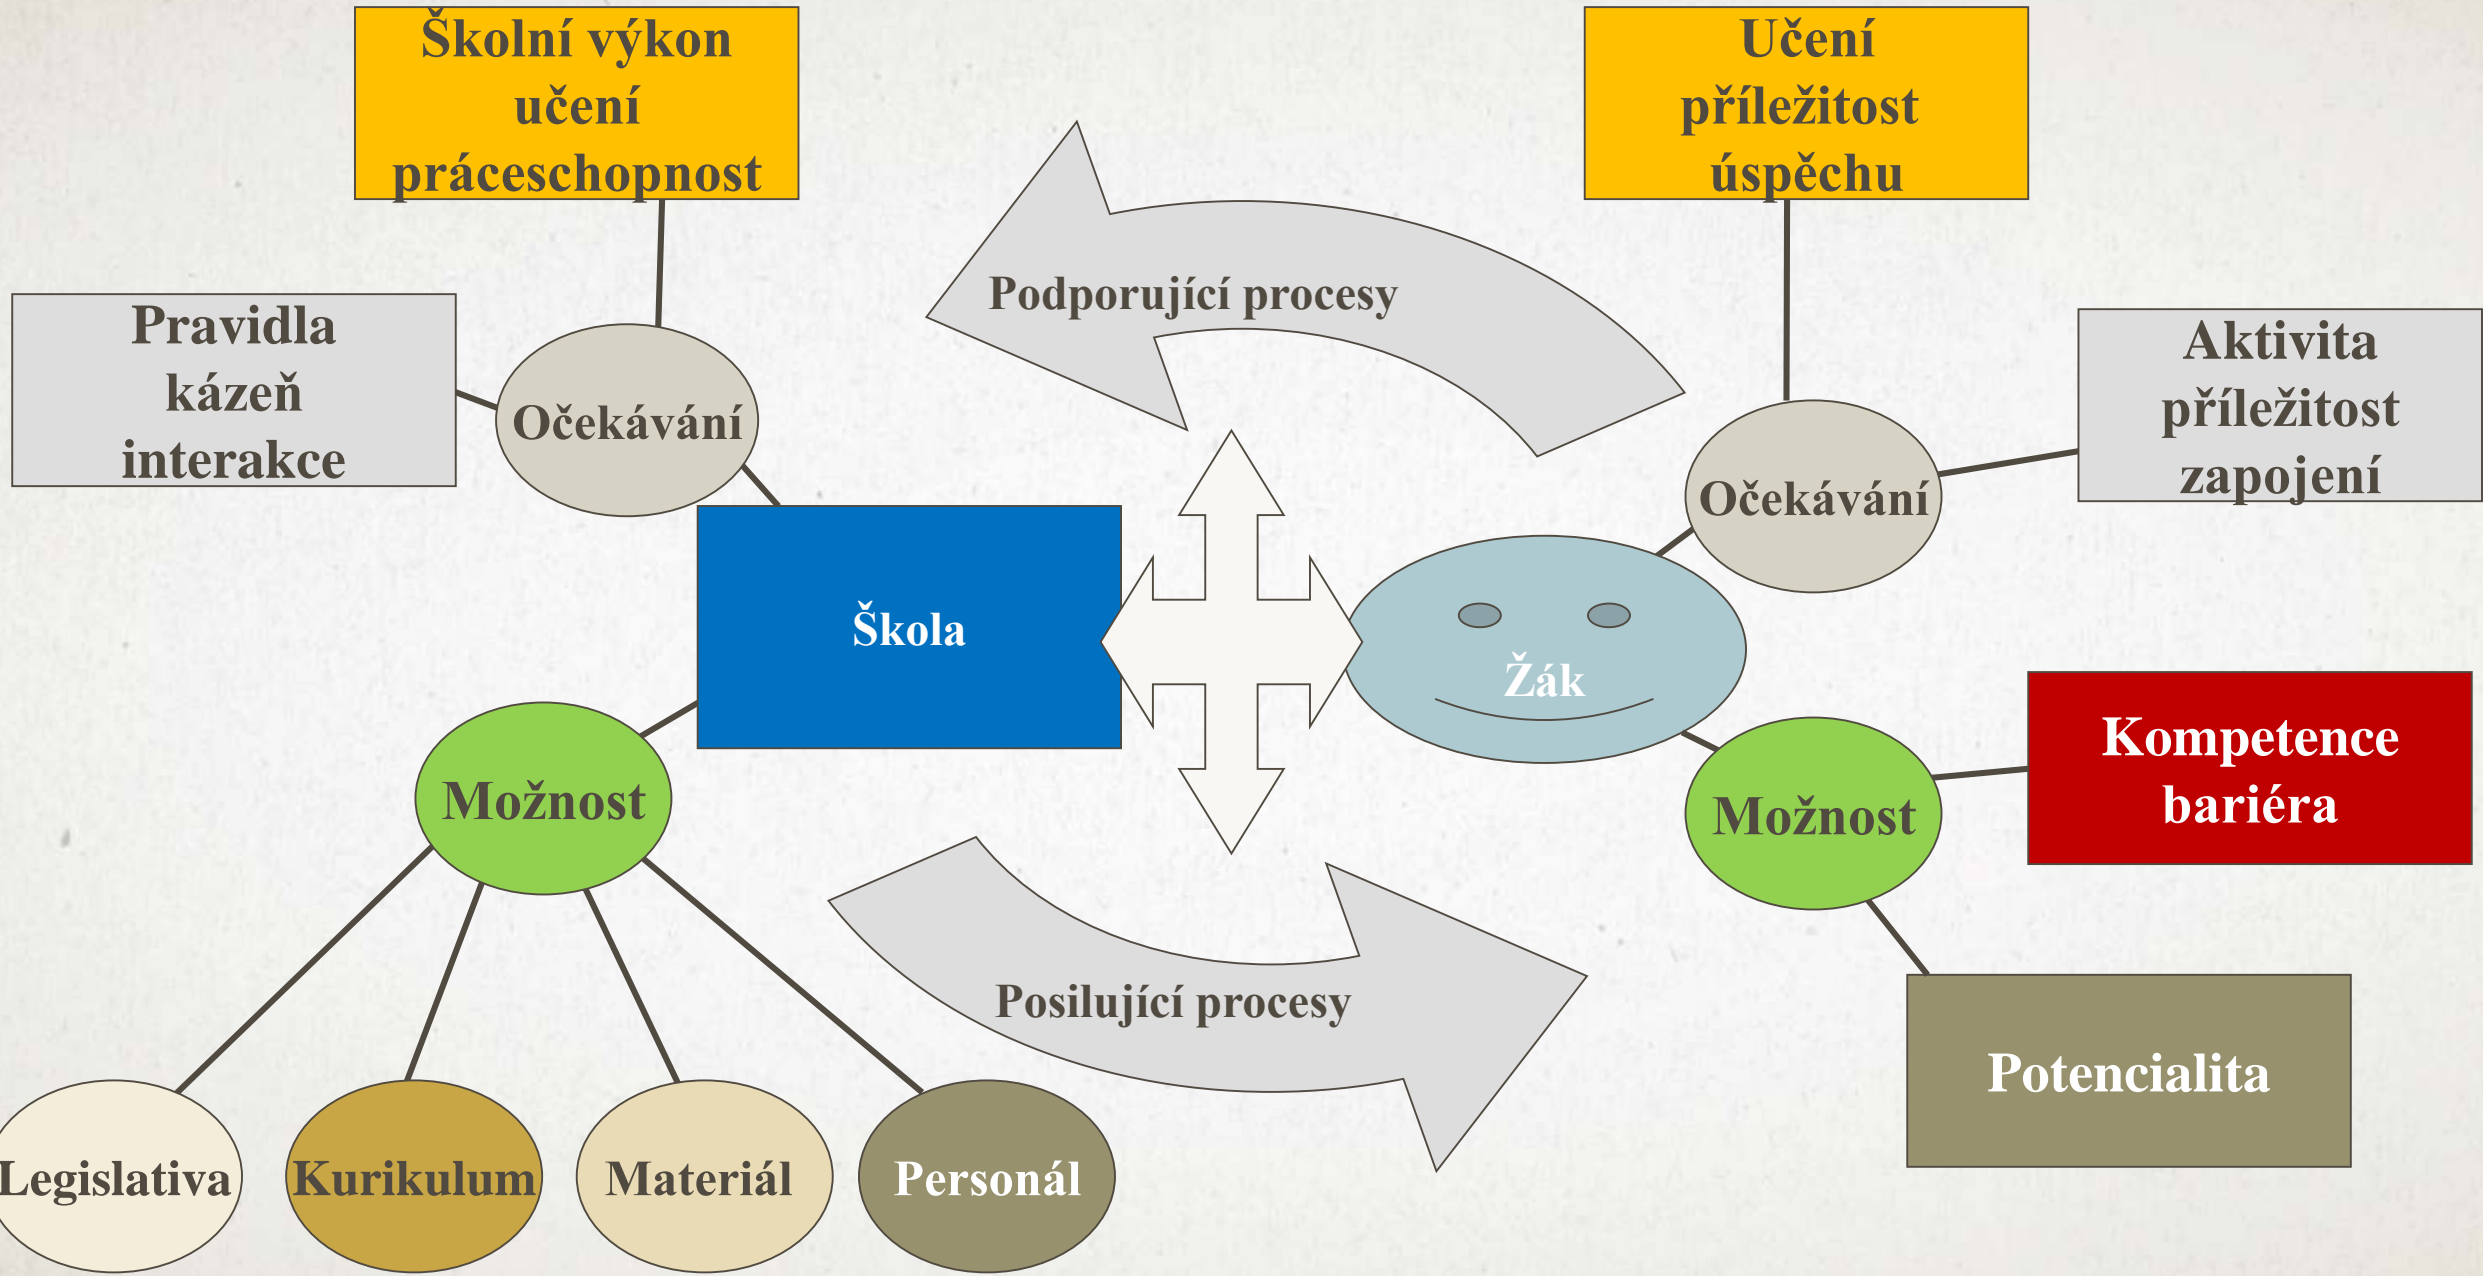 Školní výkon
učení
práceschopnost
Učení
příležitost
úspěchu
Podporující procesy
Pravidla
kázeň
interakce
Očekávání
Aktivita
příležitost
zapojení
Očekávání
Škola
Žák
Možnost
Kompetence
bariéra
Možnost
Posilující procesy
Potencialita
Legislativa
Kurikulum
Materiál
Personál